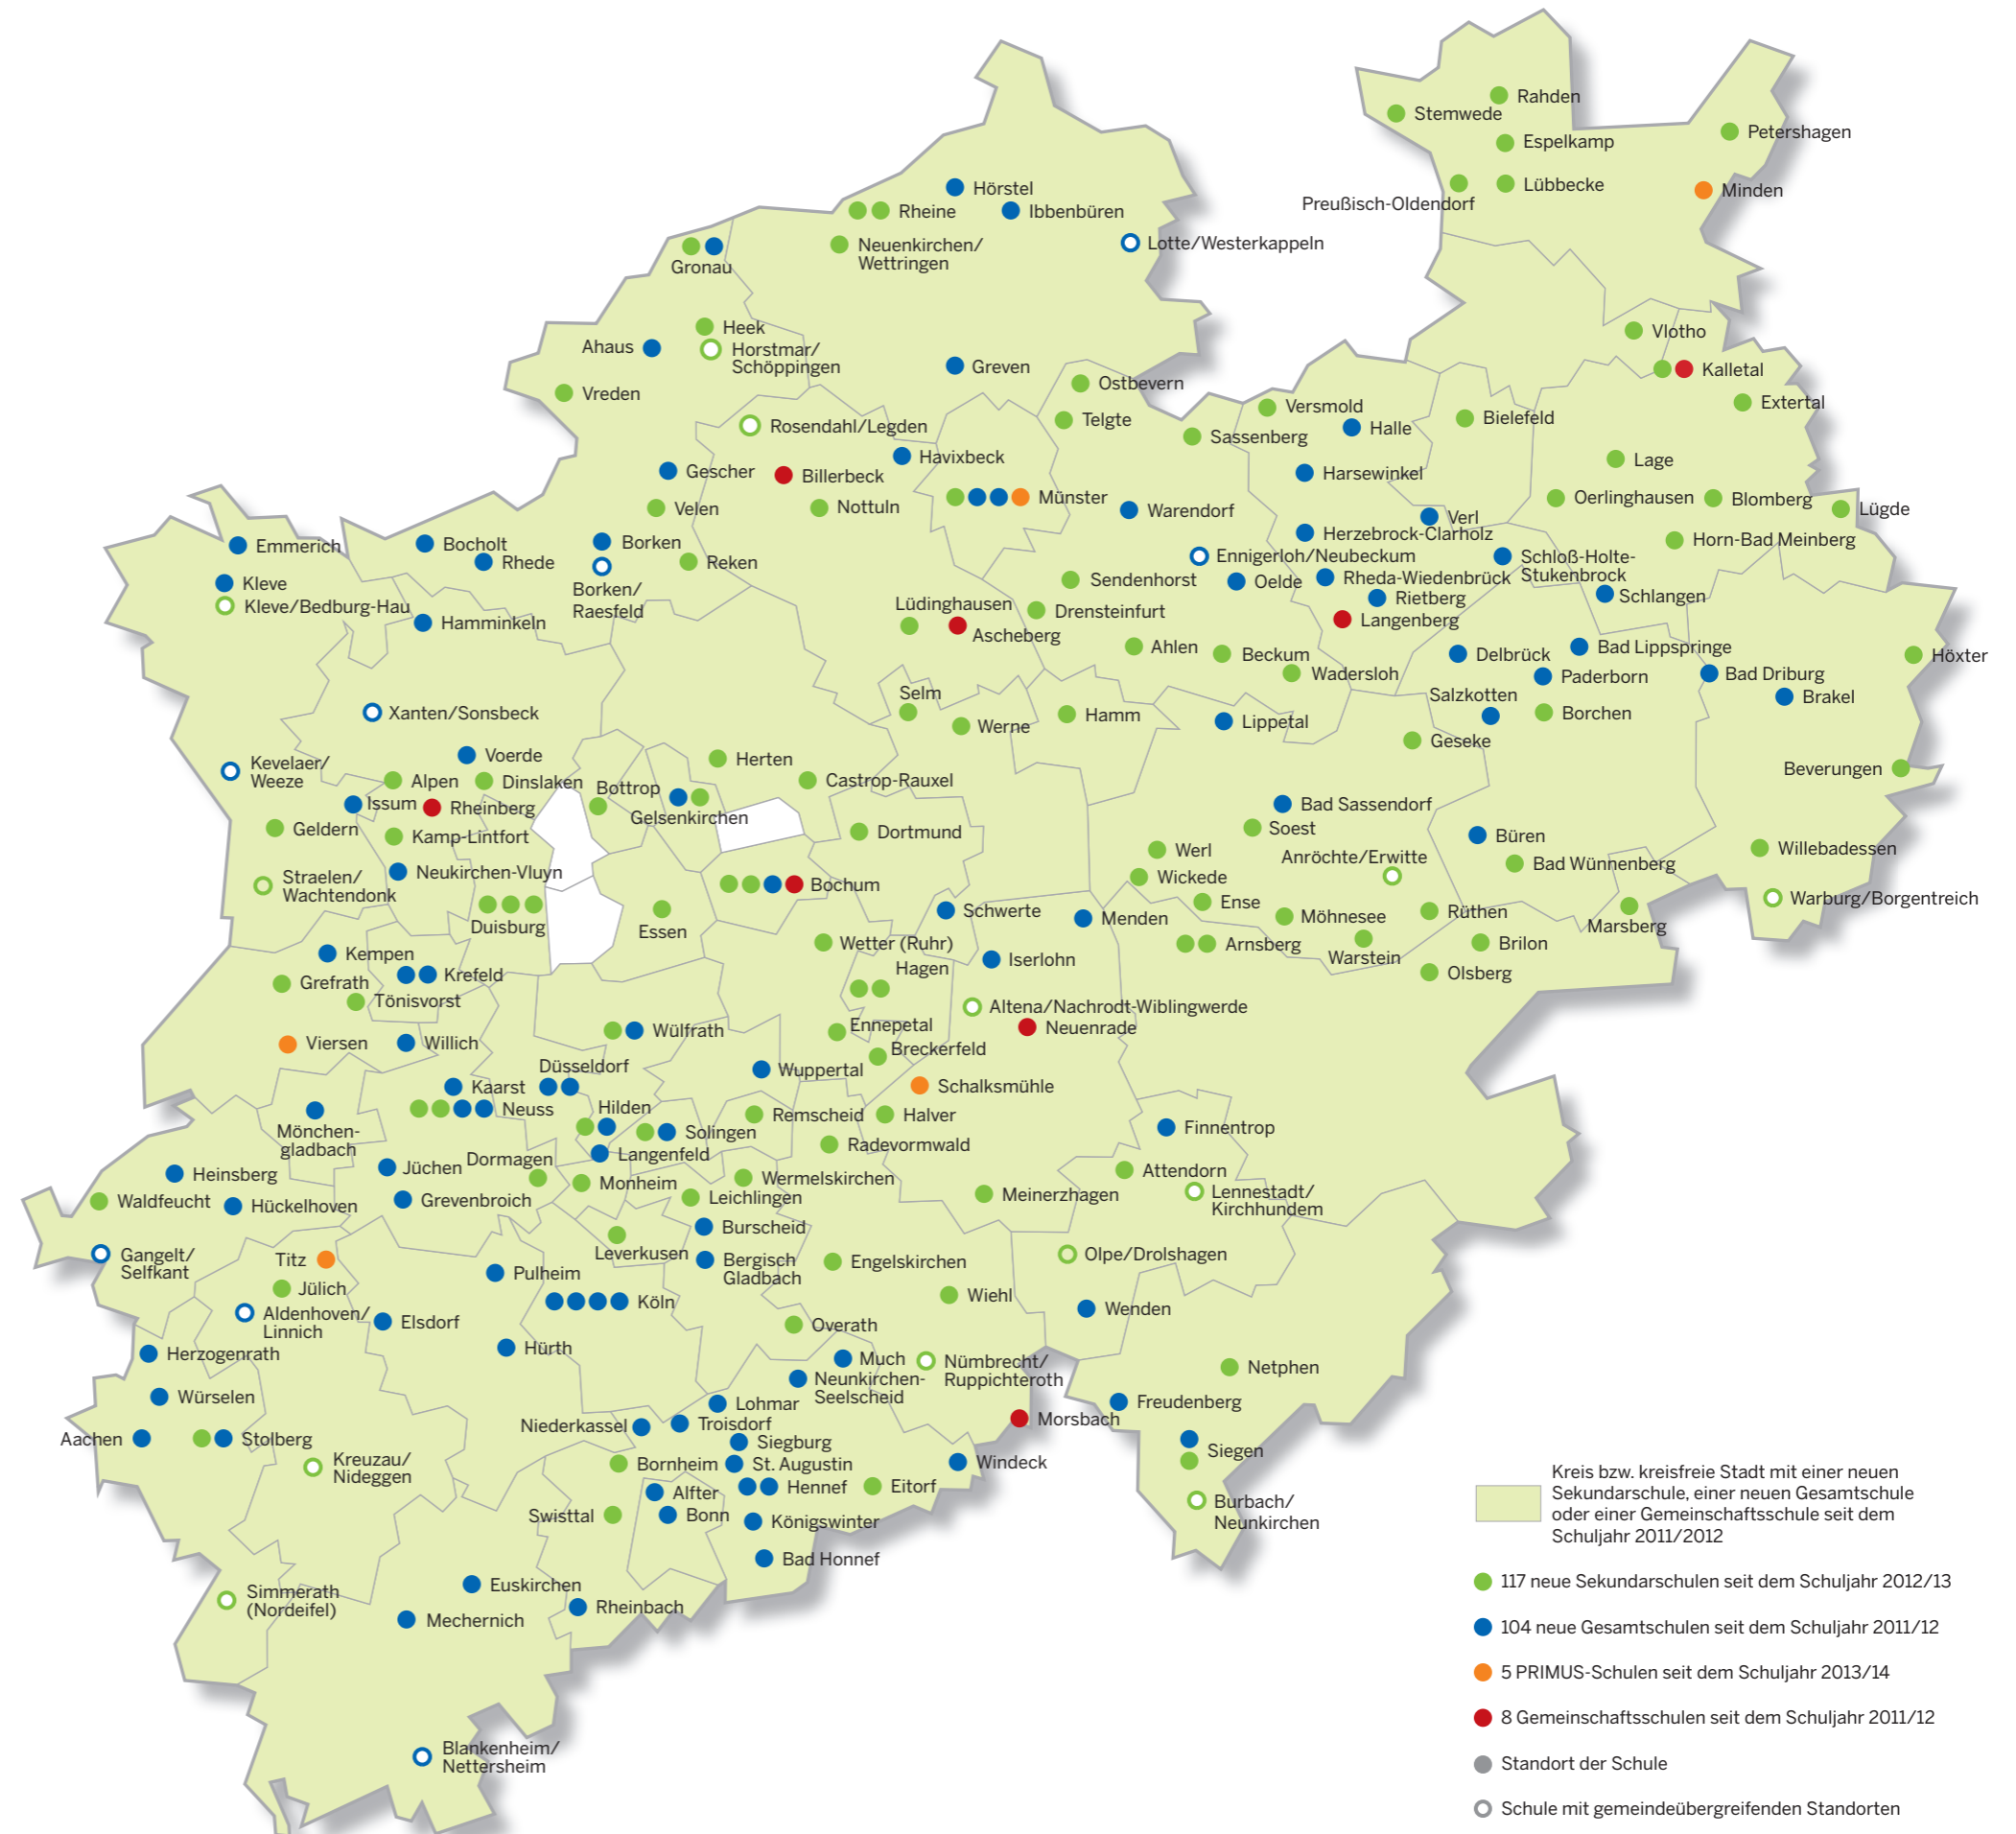 Rahden
Stemwede
Petershagen
Espelkamp
Lübbecke
Minden
Preußisch-Oldendorf
Hörstel
Rheine
Ibbenbüren
Neuenkirchen/
Wettringen
Lotte/Westerkappeln
Gronau
Heek
Ahaus
Horstmar/
Schöppingen
Vlotho
Greven
Kalletal
Ostbevern
Vreden
Extertal
Versmold
Telgte
Bielefeld
Rosendahl/Legden
Halle
Sassenberg
Havixbeck
Lage
Gescher
Billerbeck
Harsewinkel
Münster
Oerlinghausen
Blomberg
Velen
Nottuln
Warendorf
Lügde
Verl
Herzebrock-Clarholz
Horn-Bad Meinberg
Emmerich
Bocholt
Borken
Ennigerloh/Neubeckum
Schloß-Holte-
Stukenbrock
Rhede
Reken
Kleve
Borken/
Raesfeld
Sendenhorst
Oelde
Rheda-Wiedenbrück
Schlangen
Rietberg
Kleve/Bedburg-Hau
Lüdinghausen
Drensteinfurt
Hamminkeln
Ascheberg
Langenberg
Ahlen
Beckum
Delbrück
Bad Lippspringe
Höxter
Wadersloh
Paderborn
Bad Driburg
Selm
Salzkotten
Brakel
Xanten/Sonsbeck
Werne
Hamm
Lippetal
Borchen
Geseke
Voerde
Herten
Kevelaer/
Weeze
Alpen
Dinslaken
Bottrop
Castrop-Rauxel
Beverungen
Issum
Rheinberg
Gelsenkirchen
Bad Sassendorf
Geldern
Kamp-Lintfort
Dortmund
Soest
Büren
Werl
Anröchte/Erwitte
Willebadessen
Straelen/
Wachtendonk
Neukirchen-Vluyn
Wickede
Bad Wünnenberg
Bochum
Ense
Warburg/Borgentreich
Duisburg
Essen
Schwerte
Menden
Möhnesee
Rüthen
Marsberg
Wetter (Ruhr)
Arnsberg
Warstein
Brilon
Kempen
Iserlohn
Hagen
Krefeld
Olsberg
Grefrath
Tönisvorst
Altena/Nachrodt-Wiblingwerde
Wülfrath
Ennepetal
Neuenrade
Viersen
Willich
Breckerfeld
Düsseldorf
Wuppertal
Kaarst
Schalksmühle
Neuss
Hilden
Mönchen-
gladbach
Solingen
Remscheid
Halver
Finnentrop
Langenfeld
Radevormwald
Jüchen
Dormagen
Heinsberg
Attendorn
Monheim
Wermelskirchen
Waldfeucht
Hückelhoven
Grevenbroich
Leichlingen
Meinerzhagen
Lennestadt/
Kirchhundem
Burscheid
Gangelt/
Selfkant
Leverkusen
Titz
Bergisch
Gladbach
Engelskirchen
Olpe/Drolshagen
Pulheim
Jülich
Köln
Wiehl
Wenden
Aldenhoven/
Linnich
Elsdorf
Overath
Herzogenrath
Hürth
Much
Nümbrecht/
Ruppichteroth
Netphen
Neunkirchen-
Seelscheid
Würselen
Lohmar
Freudenberg
Niederkassel
Troisdorf
Morsbach
Aachen
Stolberg
Siegburg
Siegen
Bornheim
St. Augustin
Windeck
Kreuzau/
Nideggen
Alfter
Hennef
Eitorf
Swisttal
Bonn
Burbach/
Neunkirchen
Königswinter
Bad Honnef
Euskirchen
Simmerath
(Nordeifel)
Rheinbach
Mechernich
Blankenheim/
Nettersheim
Kreis bzw. kreisfreie Stadt mit einer neuen
Sekundarschule, einer neuen Gesamtschule
oder einer Gemeinschaftsschule seit dem
Schuljahr 2011/2012
117 neue Sekundarschulen seit dem Schuljahr 2012/13
104 neue Gesamtschulen seit dem Schuljahr 2011/12
5 PRIMUS-Schulen seit dem Schuljahr 2013/14
8 Gemeinschaftsschulen seit dem Schuljahr 2011/12
Standort der Schule
Schule mit gemeindeübergreifenden Standorten